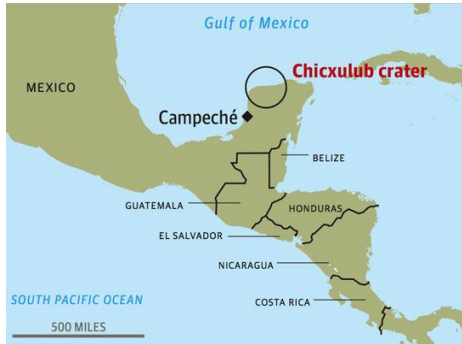 Gulf of Mexico
Chicxulub crater
MEXICO
Campeché
BELIZE
GUATEMALA
HONDURAS
EL SALVADOR
NICARAGUA
SOUTH PACIFIC OCEAN
COSTA RICA
500 MILES